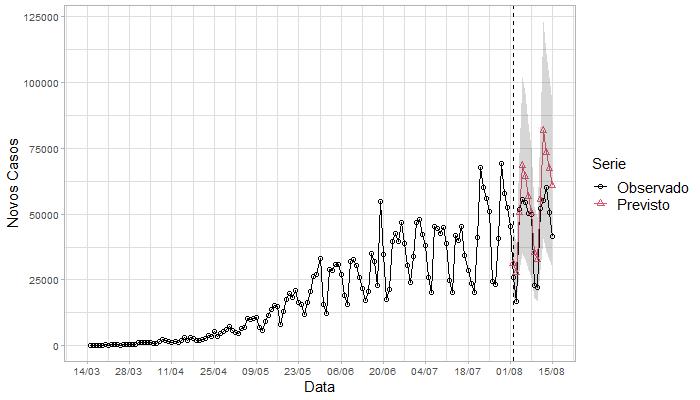 Novos Casos
125000
100000
75000
50000
25000
0
14/03 28/03 11/04 25/04 09/05 23/05 06/06 20/06 04/07 18/07 01/08 15/08
Data
Serie
Observado
Previsto